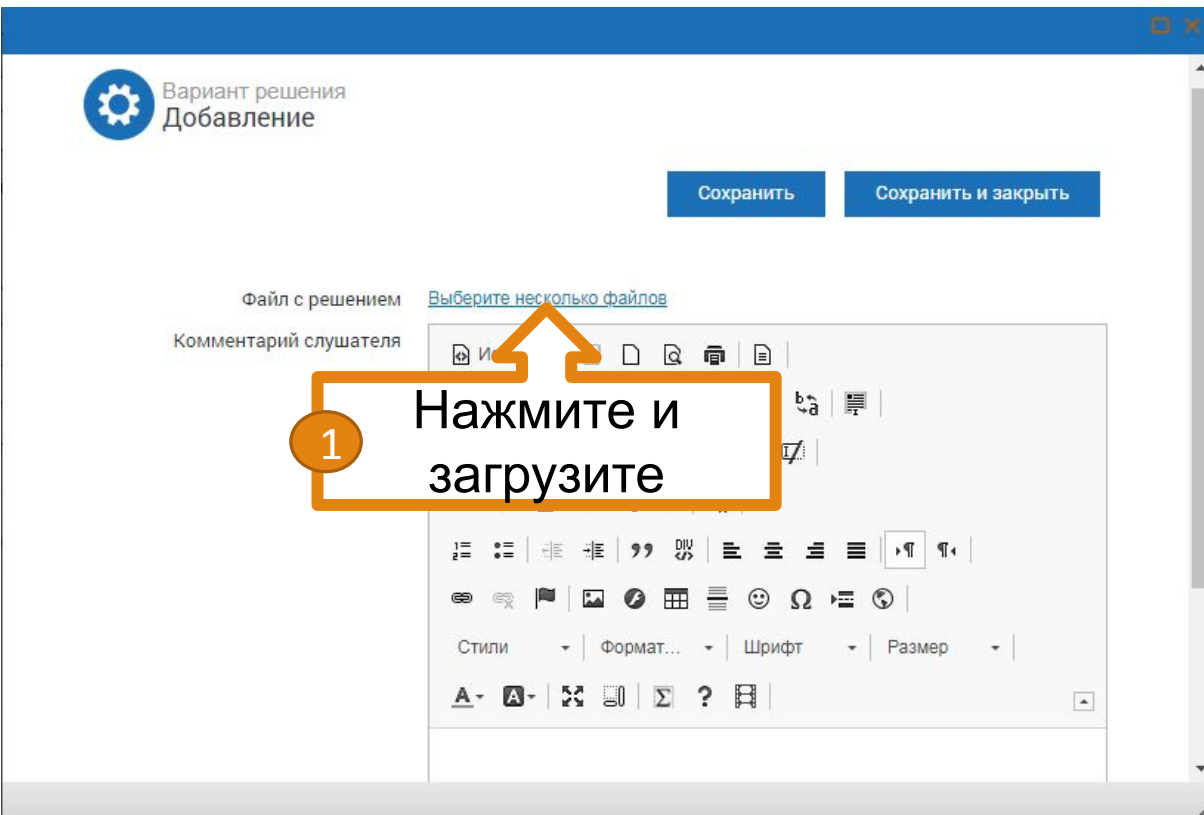 Вариант решения
Добавление
Сохранить
Сохранить и закрыть
Файл с решением
Выберите несколько файлов
Комментарий слушателя
1
Нажмите и
загрузите
DIV
Стили
Формат...
Шрифт
Размер